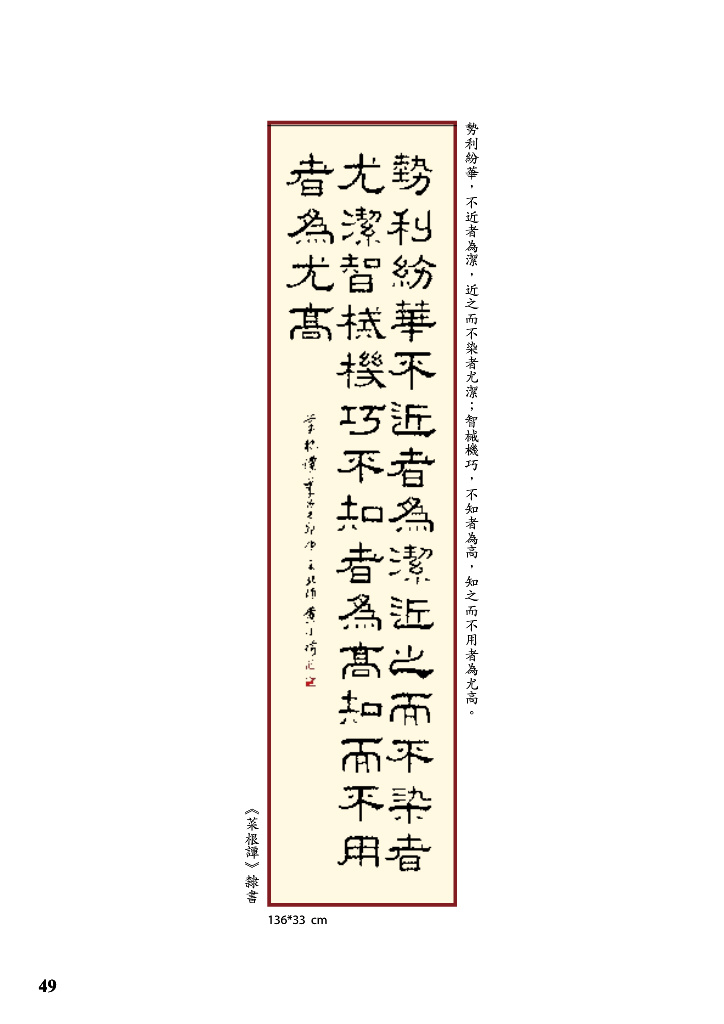 勢利紛華，不近者為潔，近之而不染者尤潔；智械機巧，不知者為高，知之而不用者為尤高。
勢利紛華不近者為潔近之而不染者
尤潔智械機巧不知者為髙知而不用
者為尤髙
菜根譚
《菜根譚》隸書
136*33 cm
49